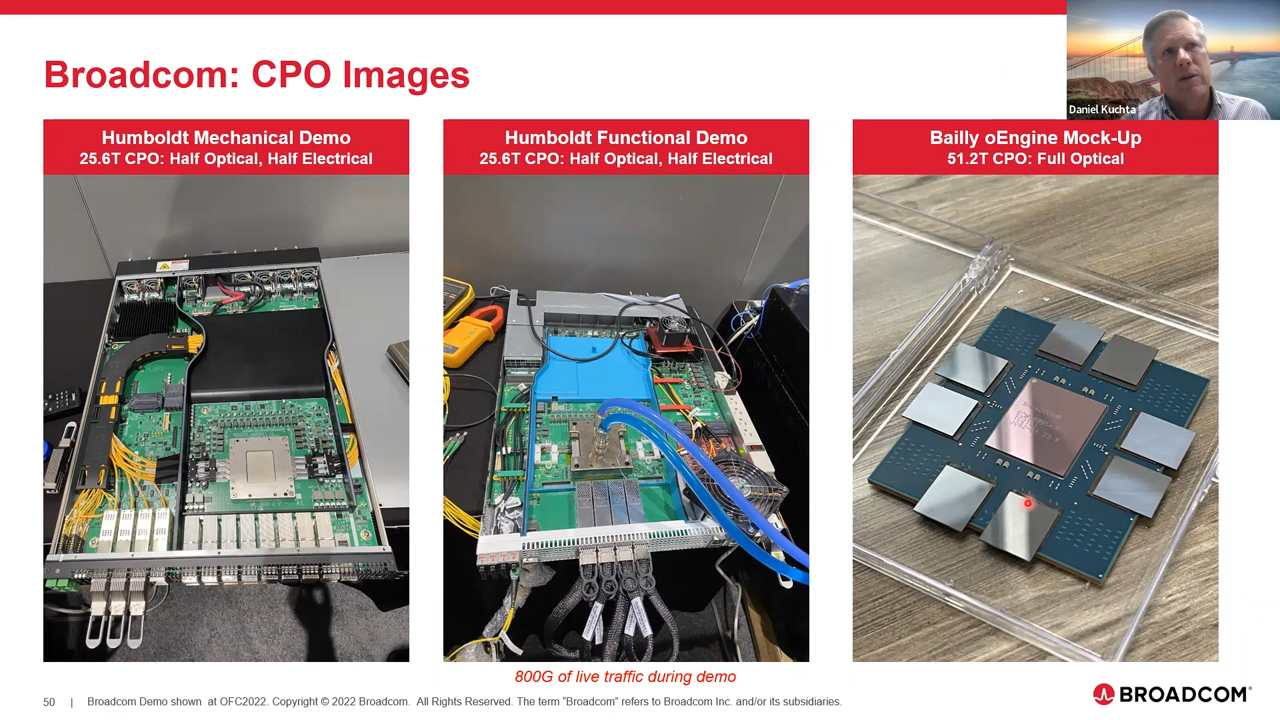 Broadcom: CPO Images
Daniel Kuchta
Humboldt Mechanical Demo
25.6T CPO: Half Optical, Half Electrical
Humboldt Functional Demo
25.6T CPO: Half Optical, Half Electrical
Bailly oEngine Mock-Up
51.2T CPO: Full Optical
800G of live traffic during demo
50 | Broadcom Demo shown at OFC2022. Copyright © 2022 Broadcom. All Rights Reserved. The term "Broadcom" refers to Broadcom Inc. and/or its subsidiaries.
BROADCOM®